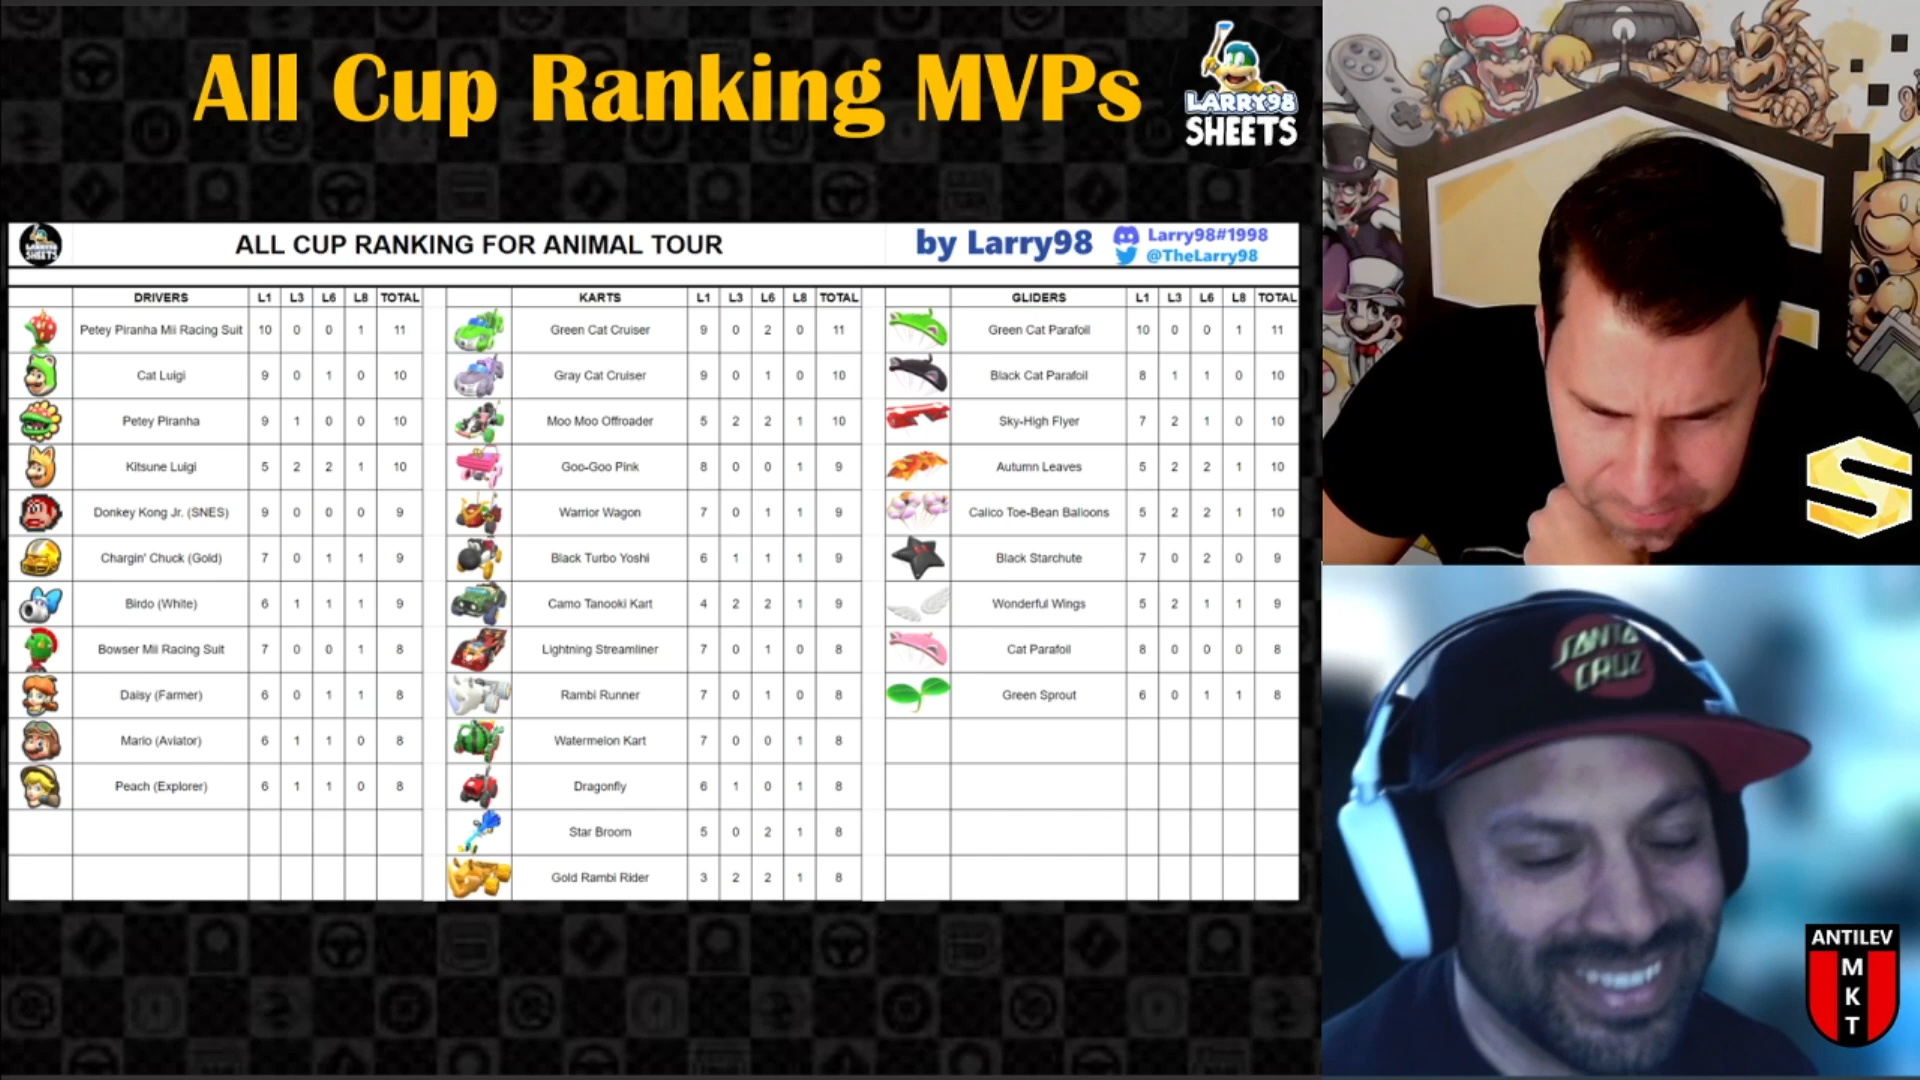 All Cup Ranking MVPs
LARRY98
SHEETS
ALL CUP RANKING FOR ANIMAL TOUR
by Larry98
Larry98#1998
@TheLarry98
DRIVERS L1 L3 L6 L8 TOTAL
Petey Piranha Mii Racing Suit 10 0 0 1 11
Cat Luigi 9 0 1 0 10
Petey Piranha 9 1 0 0 10
Kitsune Luigi 5 2 2 1 10
Donkey Kong Jr. (SNES) 9 0 0 0 9
Chargin' Chuck (Gold) 7 0 1 1 9
Birdo (White) 6 1 1 1 9
Bowser Mii Racing Suit 7 0 0 1 8
Daisy (Farmer) 6 0 1 1 8
Mario (Aviator) 6 1 1 0 8
Peach (Explorer) 6 1 1 0 8
KARTS L1 L3 L6 L8 TOTAL
Green Cat Cruiser 9 0 2 0 11
Gray Cat Cruiser 9 0 1 0 10
Moo Moo Offroader 5 2 2 1 10
Goo-Goo Pink 8 0 0 1 9
Warrior Wagon 7 0 1 1 9
Black Turbo Yoshi 6 1 1 1 9
Camo Tanooki Kart 4 2 2 1 9
Lightning Streamliner 7 0 1 0 8
Rambi Runner 7 0 1 0 8
Watermelon Kart 7 0 0 1 8
Dragonfly 6 1 0 1 8
Star Broom 5 0 2 1 8
Gold Rambi Rider 3 2 2 1 8
GLIDERS L1 L3 L6 L8 TOTAL
Green Cat Parafoil 10 0 0 1 11
Black Cat Parafoil 8 1 1 0 10
Sky-High Flyer 7 2 1 0 10
Autumn Leaves 5 2 2 1 10
Calico Toe-Bean Balloons 5 2 2 1 10
Black Starchute 7 0 2 0 9
Wonderful Wings 5 2 1 1 9
Cat Parafoil 8 0 0 0 8
Green Sprout 6 0 1 1 8
S
SANTA
CRUZ
ANTILEV
M
K
T